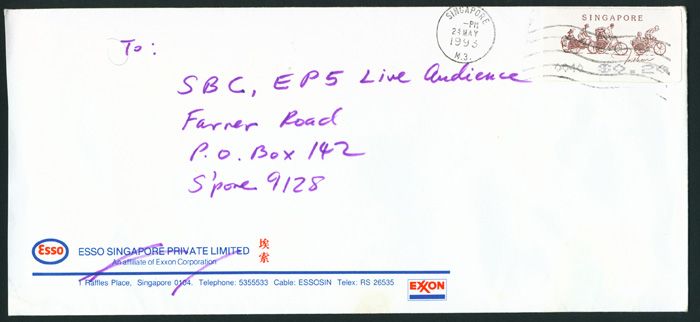 SINGAPORE
-PM
24 MAY
1993
M.3.
SINGAPORE
To:
SBC, EP5 Live Audience
Farrer Road
P.O. Box 142
S'pore 9128
Esso
ESSO SINGAPORE PRIVATE LIMITED
An affiliate of Exxon Corporation
埃索
1 Raffles Place, Singapore 0104. Telephone: 5355533 Cable: ESSOSIN Telex: RS 26535
EXXON